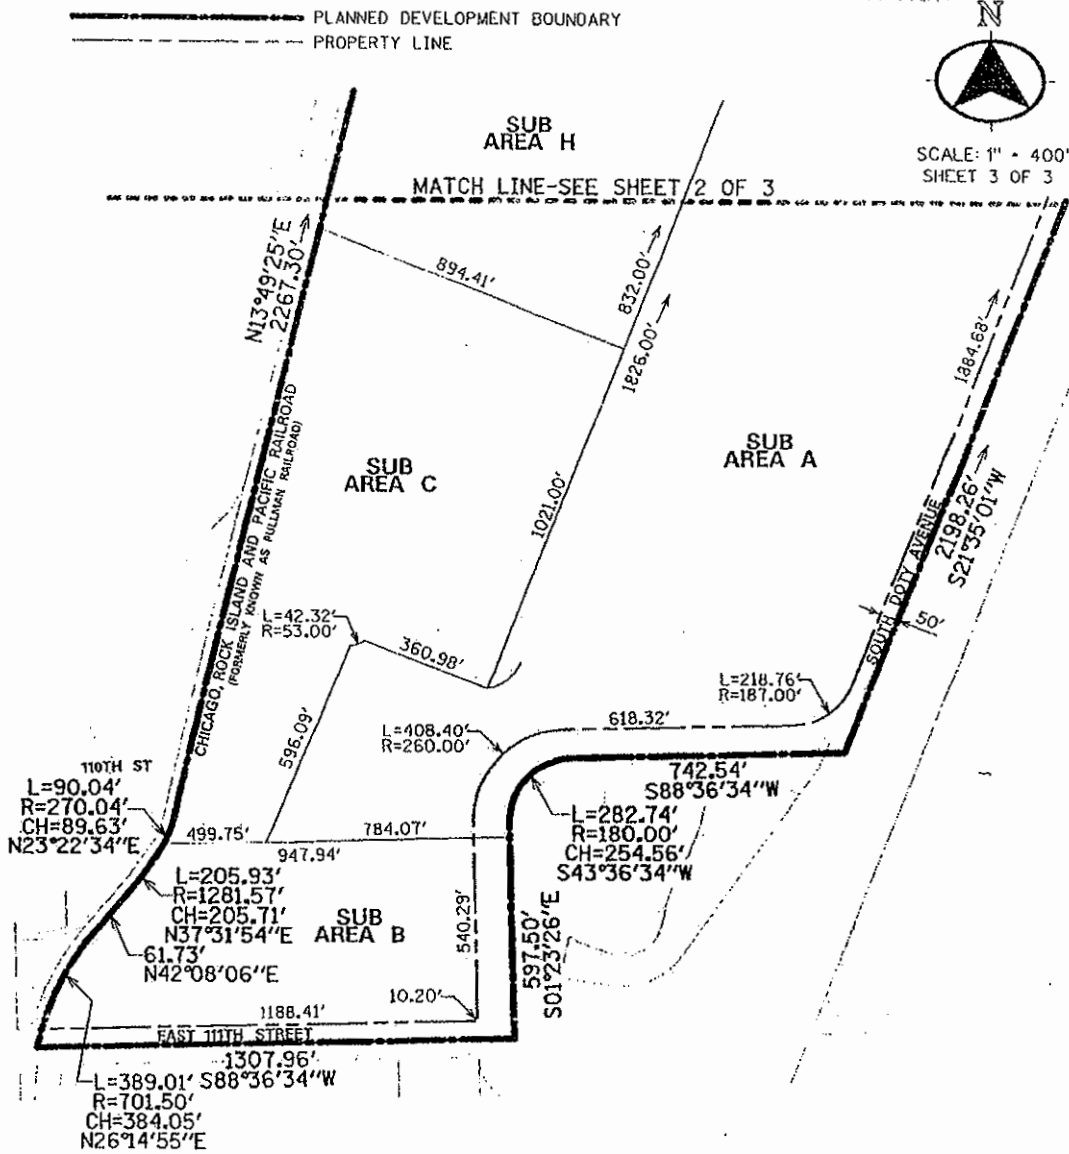 PLANNED DEVELOPMENT BOUNDARY
PROPERTY LINE
N
SCALE: 1" = 400'
SHEET 3 OF 3
SUB
AREA H
MATCH LINE-SEE SHEET 2 OF 3
N13°49'25"E
2267.30'
894.41'
832.00'
1826.00'
1884.68'
SUB
AREA C
SUB
AREA A
1021.00'
CHICAGO, ROCK ISLAND AND PACIFIC RAILROAD
(FORMERLY KNOWN AS PULLMAN RAILROAD)
SOUTH DOTY AVENUE
2198.26'
S21°35'01"W
50'
L=42.32'
R=53.00'
360.98'
596.09'
L=218.76'
R=187.00'
L=408.40'
R=260.00'
618.32'
742.54'
S88°36'34"W
110TH ST
L=90.04'
R=270.04'
CH=89.63'
N23°22'34"E
499.75'
784.07'
947.94'
L=282.74'
R=180.00'
CH=254.56'
S43°36'34"W
L=205.93'
R=1281.57'
CH=205.71'
N37°31'54"E
61.73'
N42°08'06"E
SUB
AREA B
540.29'
597.50'
S01°23'26"E
10.20'
1188.41'
EAST 111TH STREET
1307.96'
S88°36'34"W
L=389.01'
R=701.50'
CH=384.05'
N26°14'55"E